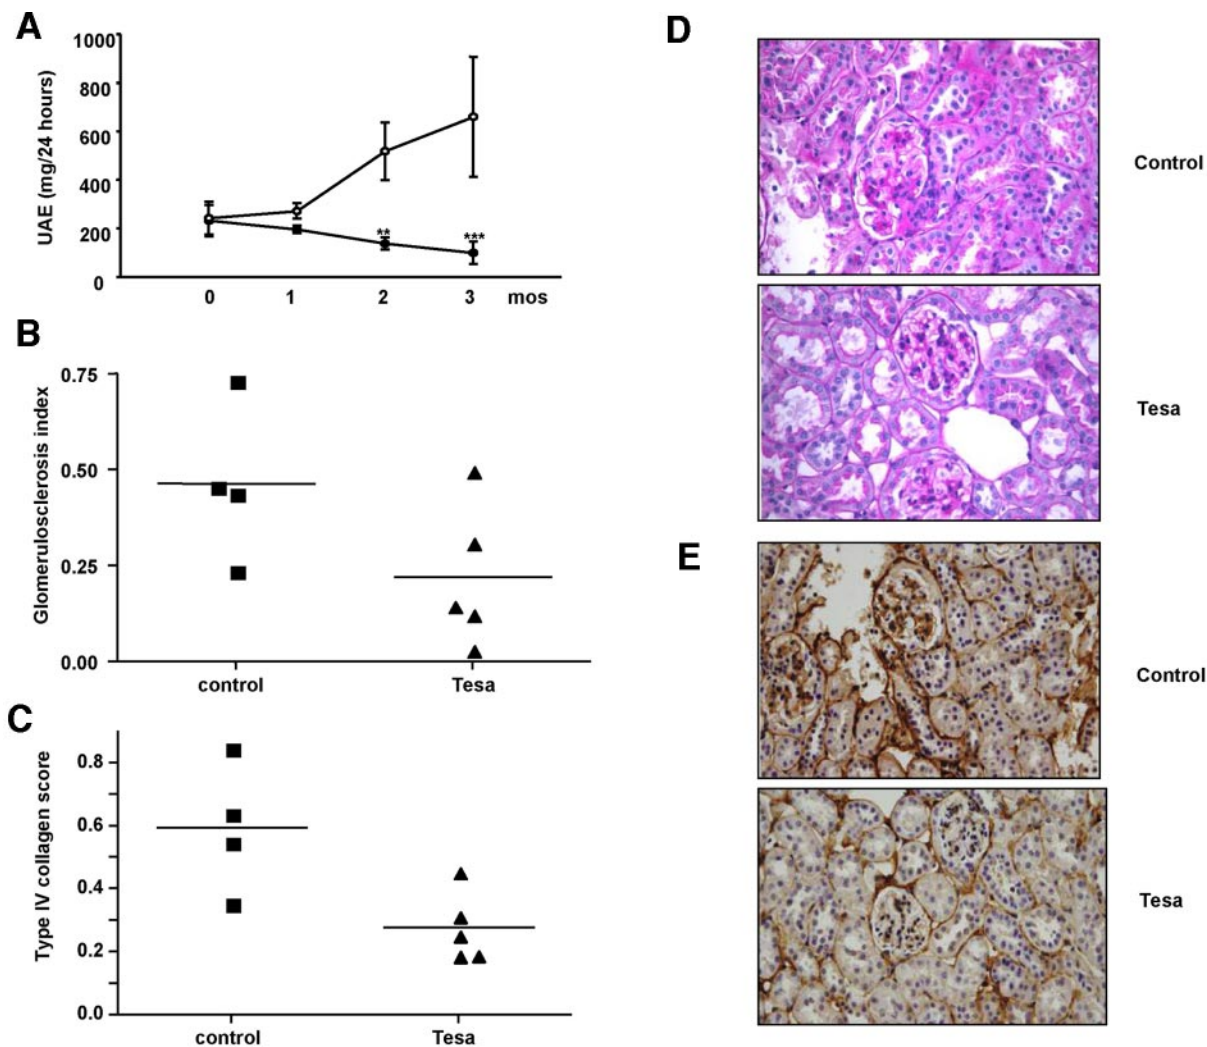 A
1000
800
600
400
200
0
UAE (mg/24 hours)
**
***
0 1 2 3 mos
B
0.75
0.50
0.25
0.00
Glomerulosclerosis index
control Tesa
C
0.8
0.6
0.4
0.2
0.0
Type IV collagen score
control Tesa
D
Control
Tesa
E
Control
Tesa